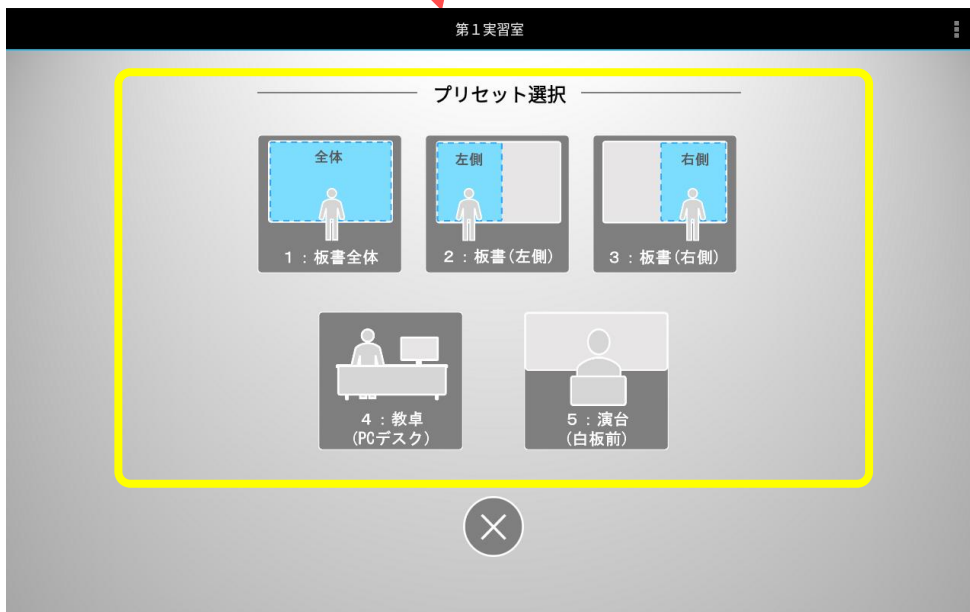 第１実習室
プリセット選択
全体
左側
右側
１：板書全体
２：板書(左側)
３：板書(右側)
４：教卓
(PCデスク)
５：演台
(白板前)